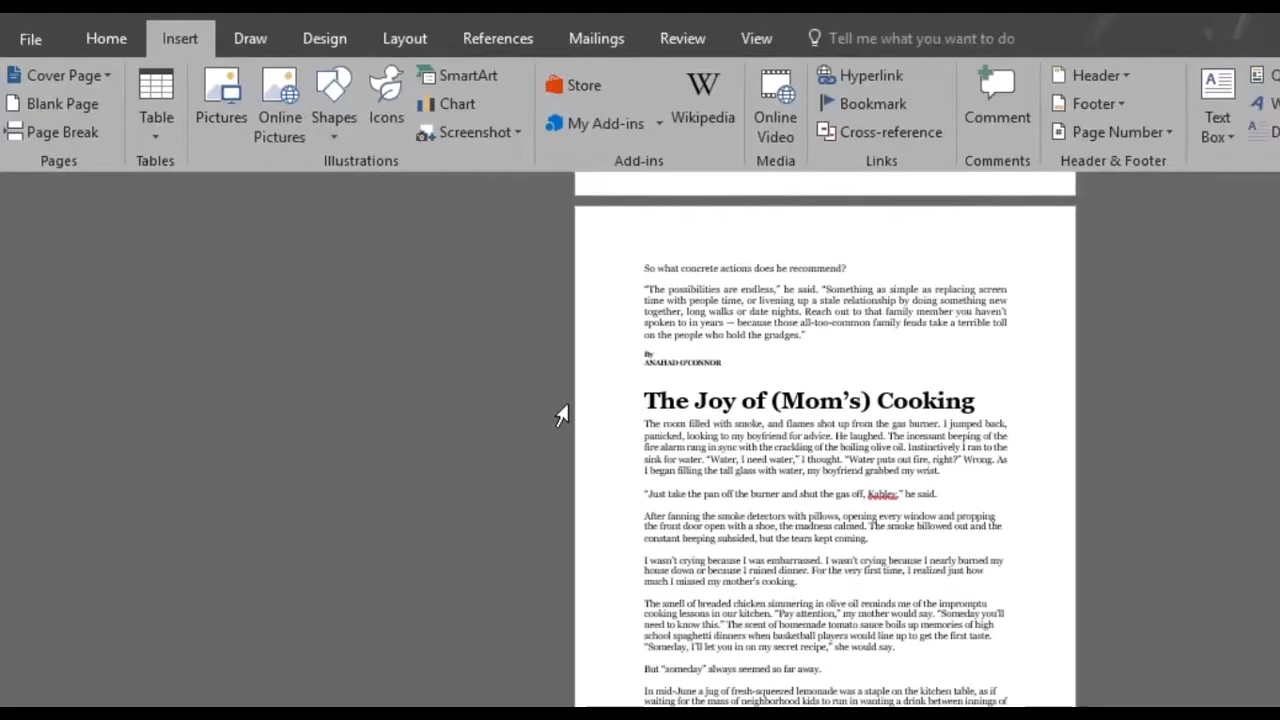 File Home Insert Draw Design Layout References Mailings Review View Tell me what you want to do
Cover Page
Blank Page
Page Break
Pages
Table
Tables
Pictures
Online Pictures
Shapes
Icons
SmartArt
Chart
Screenshot
Illustrations
Store
My Add-ins
Wikipedia
Add-ins
Online Video
Media
Hyperlink
Bookmark
Cross-reference
Links
Comment
Comments
Header
Footer
Page Number
Header & Footer
Text Box
So what concrete actions does he recommend?
“The possibilities are endless,” he said. “Something as simple as replacing screen
time with people time, or livening up a stale relationship by doing something new
together, long walks or date nights. Reach out to that family member you haven’t
spoken to in years — because those all-too-common family feuds take a terrible toll
on the people who hold the grudges.”
By
ANAHAD O’CONNOR
The Joy of (Mom’s) Cooking
The room filled with smoke, and flames shot up from the gas burner. I jumped back,
panicked, looking to my boyfriend for advice. He laughed. The incessant beeping of the
fire alarm rang in sync with the crackling of the boiling olive oil. Instinctively I ran to the
sink for water. “Water, I need water,” I thought. “Water puts out fire, right?” Wrong. As
I began filling the tall glass with water, my boyfriend grabbed my wrist.
“Just take the pan off the burner and shut the gas off, Kabley,” he said.
After fanning the smoke detectors with pillows, opening every window and propping
the front door open with a shoe, the madness calmed. The smoke billowed out and the
constant beeping subsided, but the tears kept coming.
I wasn’t crying because I was embarrassed. I wasn’t crying because I nearly burned my
house down or because I ruined dinner. For the very first time, I realized just how
much I missed my mother’s cooking.
The smell of breaded chicken simmering in olive oil reminds me of the impromptu
cooking lessons in our kitchen. “Pay attention,” my mother would say. “Someday you’ll
need to know this.” The scent of homemade tomato sauce boils up memories of high
school spaghetti dinners when basketball players would line up to get the first taste.
“Someday, I’ll let you in on my secret recipe,” she would say.
But “someday” always seemed so far away.
In mid-June a jug of fresh-squeezed lemonade was a staple on the kitchen table, as if
waiting for the mass of neighborhood kids to run in wanting a drink between innings of